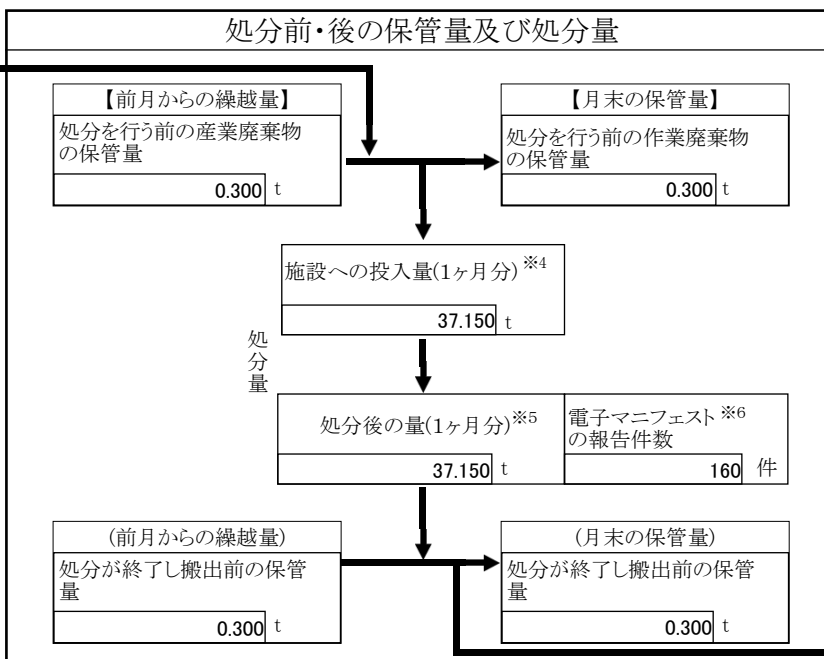 処分前・後の保管量及び処分量
【前月からの繰越量】
処分を行う前の産業廃棄物
の保管量
0.300 t
【月末の保管量】
処分を行う前の作業廃棄物
の保管量
0.300 t
施設への投入量(1ヶ月分)※4
37.150 t
処分量
処分後の量(1ヶ月分)※5
37.150 t
電子マニフェスト※6
の報告件数
160 件
(前月からの繰越量)
処分が終了し搬出前の保管
量
0.300 t
(月末の保管量)
処分が終了し搬出前の保管
量
0.300 t